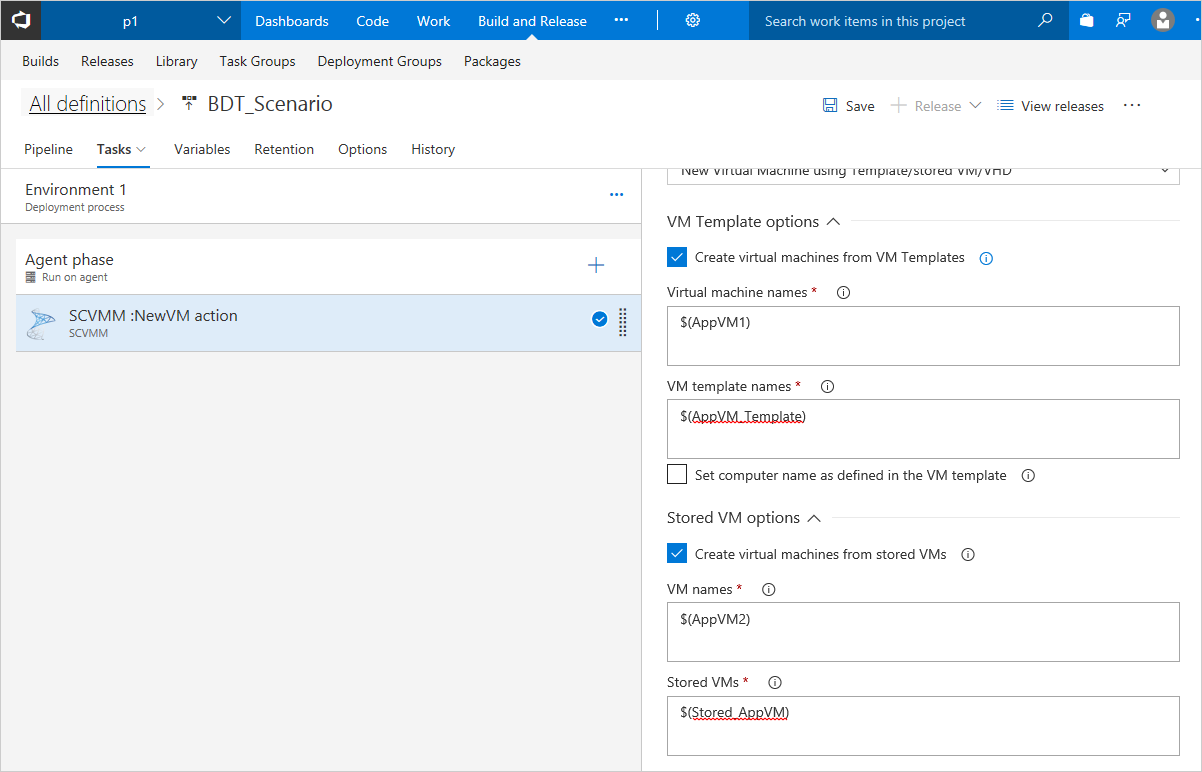 p1
Dashboards Code Work Build and Release ···
Search work items in this project
Builds Releases Library Task Groups Deployment Groups Packages
All definitions > BDT_Scenario
Save + Release View releases ···
Pipeline Tasks Variables Retention Options History
Environment 1
Deployment process
···
Agent phase
Run on agent
SCVMM :NewVM action
SCVMM
New Virtual Machine using Template/stored VM/VHD
VM Template options
Create virtual machines from VM Templates
Virtual machine names *
$(AppVM1)
VM template names *
$(AppVM_Template)
Set computer name as defined in the VM template
Stored VM options
Create virtual machines from stored VMs
VM names *
$(AppVM2)
Stored VMs *
$(Stored_AppVM)